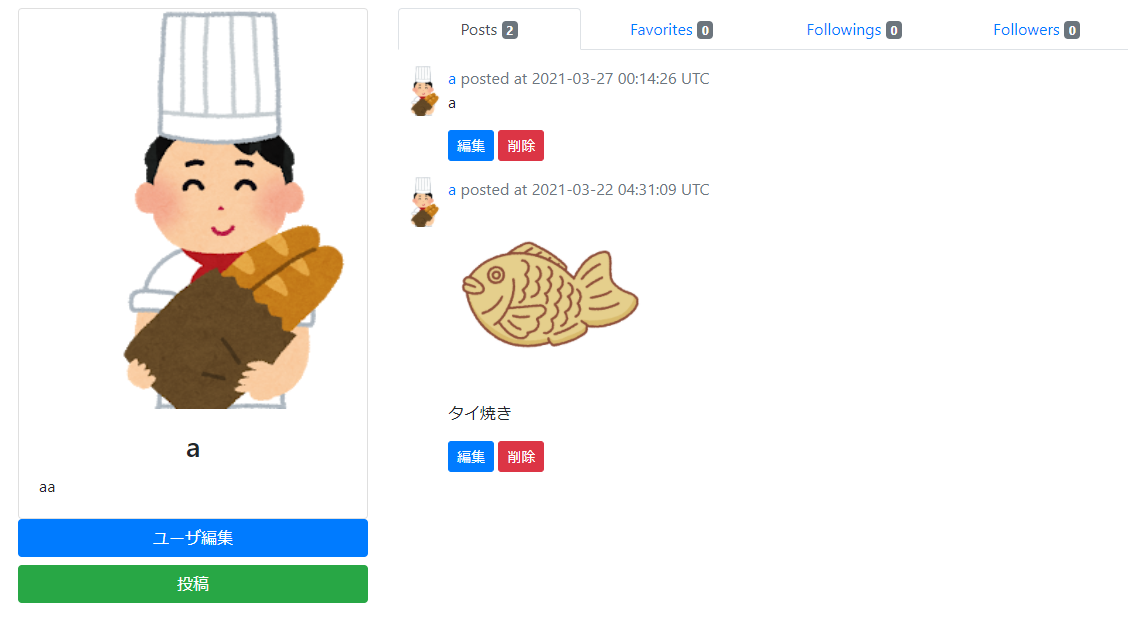 a
aa
ユーザ編集
投稿
Posts 2
Favorites 0
Followings 0
Followers 0
a posted at 2021-03-27 00:14:26 UTC
a
編集 削除
a posted at 2021-03-22 04:31:09 UTC
タイ焼き
編集 削除